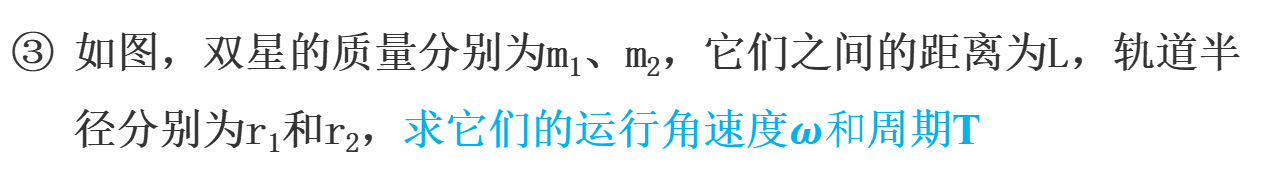 ③ 如图，双星的质量分别为m₁、m₂，它们之间的距离为L，轨道半
径分别为r₁和r₂，求它们的运行角速度ω和周期T